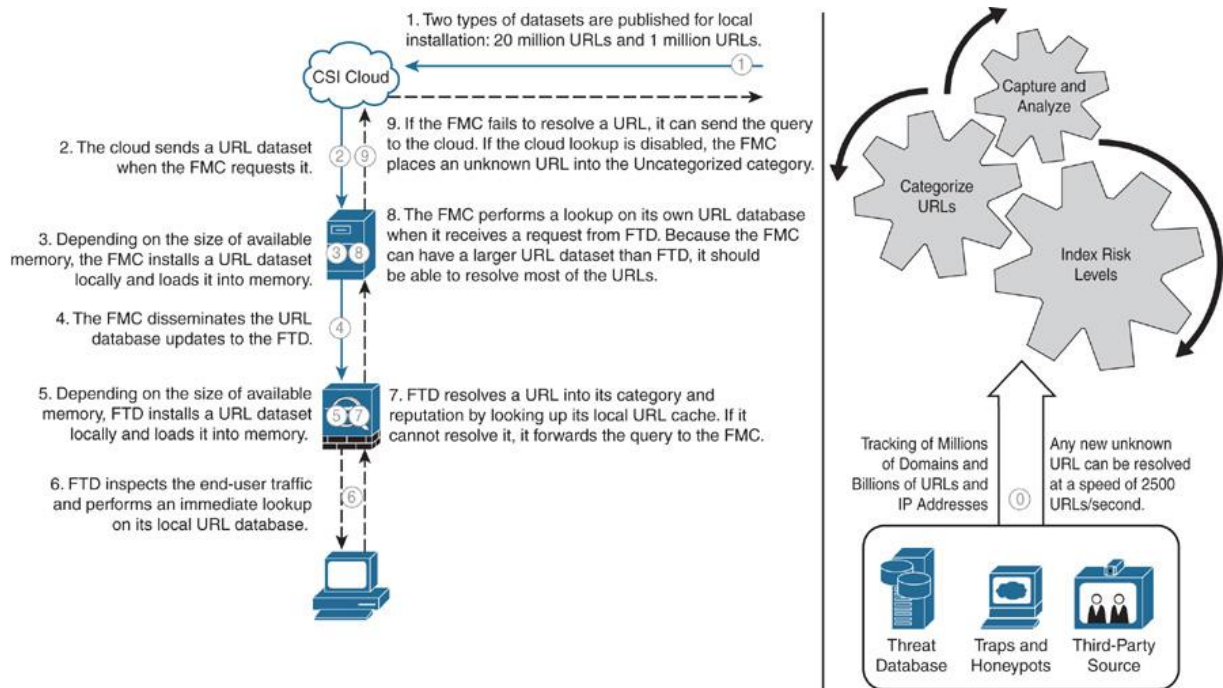 1. Two types of datasets are published for local
installation: 20 million URLs and 1 million URLs.
1
CSI Cloud
9. If the FMC fails to resolve a URL, it can send the query
to the cloud. If the cloud lookup is disabled, the FMC
places an unknown URL into the Uncategorized category.
2. The cloud sends a URL dataset
when the FMC requests it.
2
9
8. The FMC performs a lookup on its own URL database
when it receives a request from FTD. Because the FMC
can have a larger URL dataset than FTD, it should
be able to resolve most of the URLs.
3. Depending on the size of available
memory, the FMC installs a URL dataset
locally and loads it into memory.
3 8
4. The FMC disseminates the URL
database updates to the FTD.
4
5. Depending on the size of available
memory, FTD installs a URL dataset
locally and loads it into memory.
5 7
7. FTD resolves a URL into its category and
reputation by looking up its local URL cache. If it
cannot resolve it, it forwards the query to the FMC.
6. FTD inspects the end-user traffic
and performs an immediate lookup
on its local URL database.
6
Capture and
Analyze
Categorize
URLs
Index Risk
Levels
Tracking of Millions
of Domains and
Billions of URLs and
IP Addresses
0
Any new unknown
URL can be resolved
at a speed of 2500
URLs/second.
Threat
Database
Traps and
Honeypots
Third-Party
Source